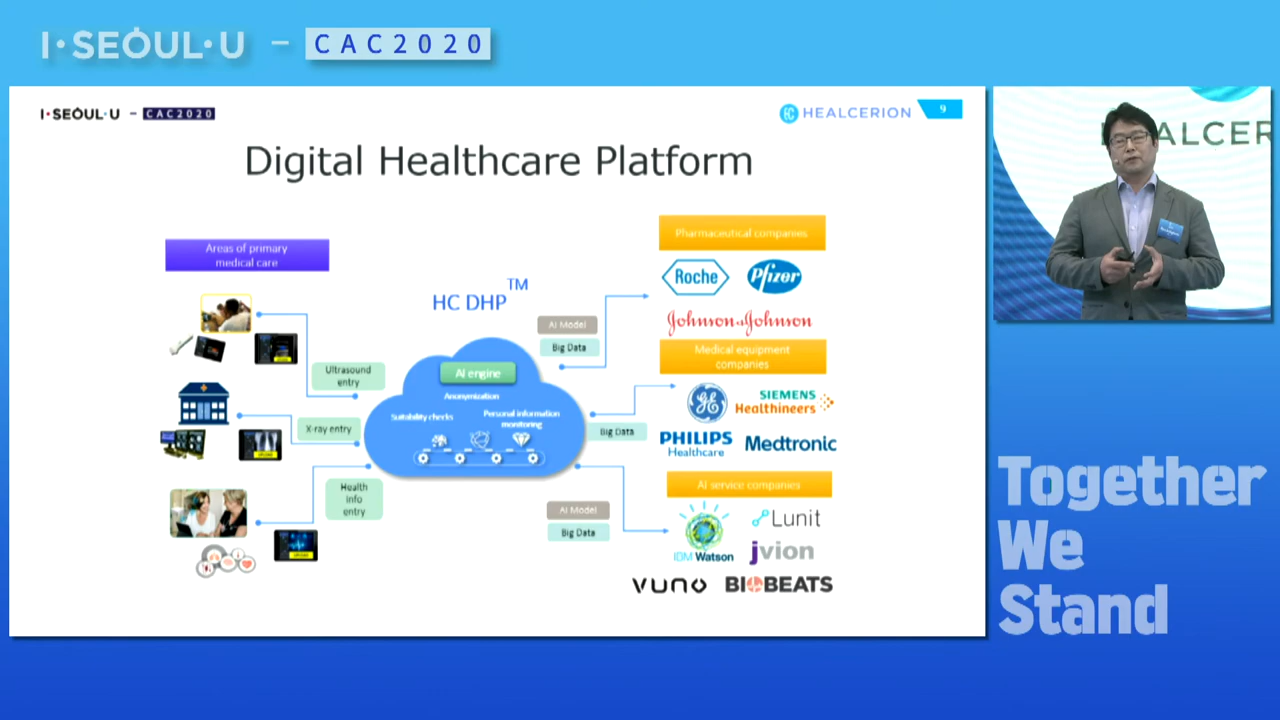 I·SEOUL·U – CAC2020
I·SEOUL·U – CAC2020
HEALCERION
9
Digital Healthcare Platform
Areas of primary
medical care
Ultrasound
entry
X-ray entry
Health
info
entry
HC DHP™
AI engine
Anonymization
Suitability checks
Personal information
monitoring
AI Model
Big Data
Big Data
AI Model
Big Data
Pharmaceutical companies
Roche
Pfizer
Johnson & Johnson
Medical equipment
companies
GE
SIEMENS
Healthineers
PHILIPS
Healthcare
Medtronic
AI service companies
IBM Watson
Lunit
jvion
VUNO
BIOBEATS
ALCER
Together
We
Stand